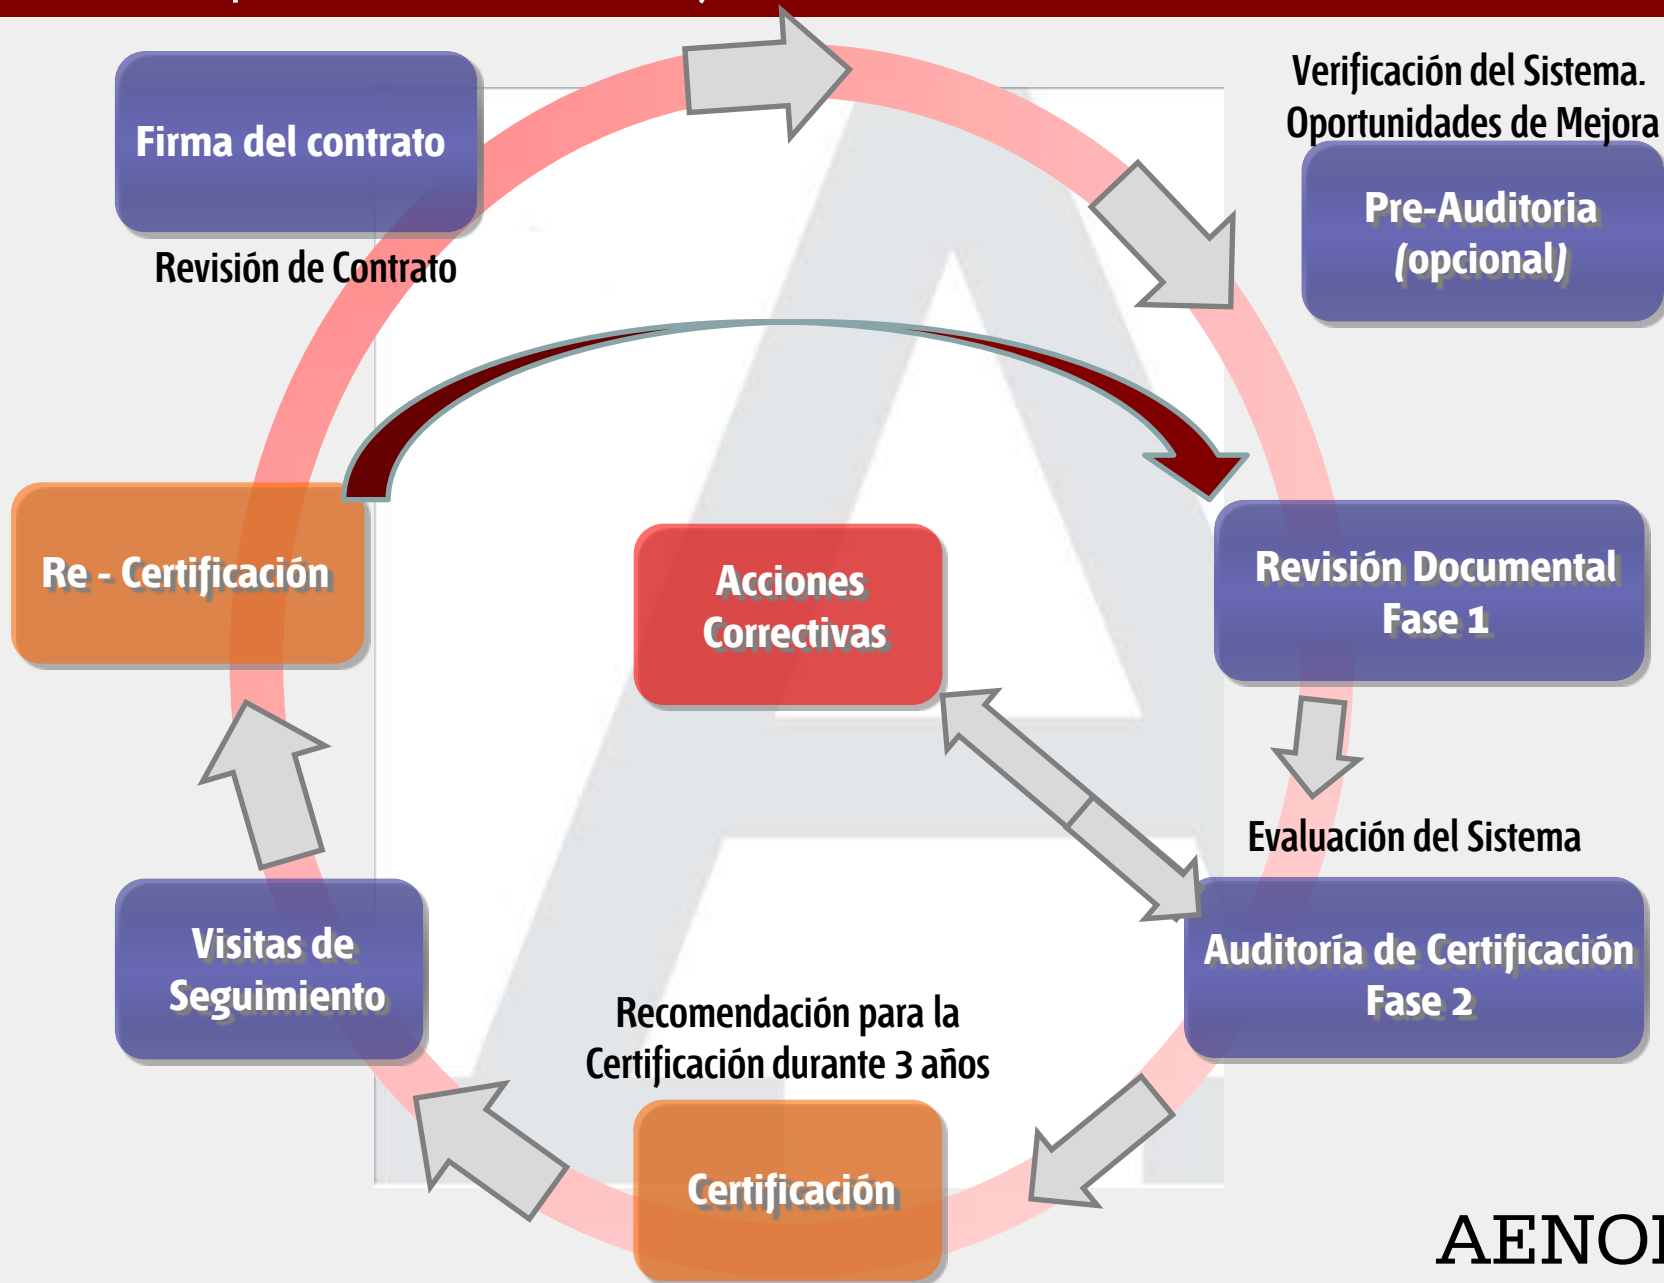 Firma del contrato
Revisión de Contrato
Verificación del Sistema.
Oportunidades de Mejora
Pre-Auditoria
(opcional)
Re - Certificación
Acciones
Correctivas
Revisión Documental
Fase 1
Evaluación del Sistema
Auditoría de Certificación
Fase 2
Visitas de
Seguimiento
Recomendación para la
Certificación durante 3 años
Certificación
AENOR